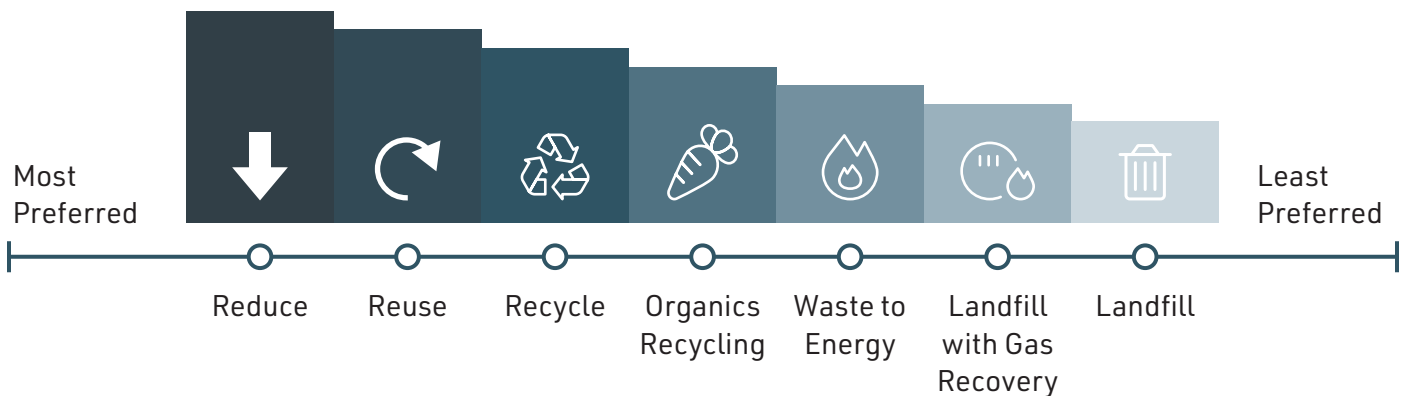 Most
Preferred
Least
Preferred
Reduce
Reuse
Recycle
Organics
Recycling
Waste to
Energy
Landfill
with Gas
Recovery
Landfill